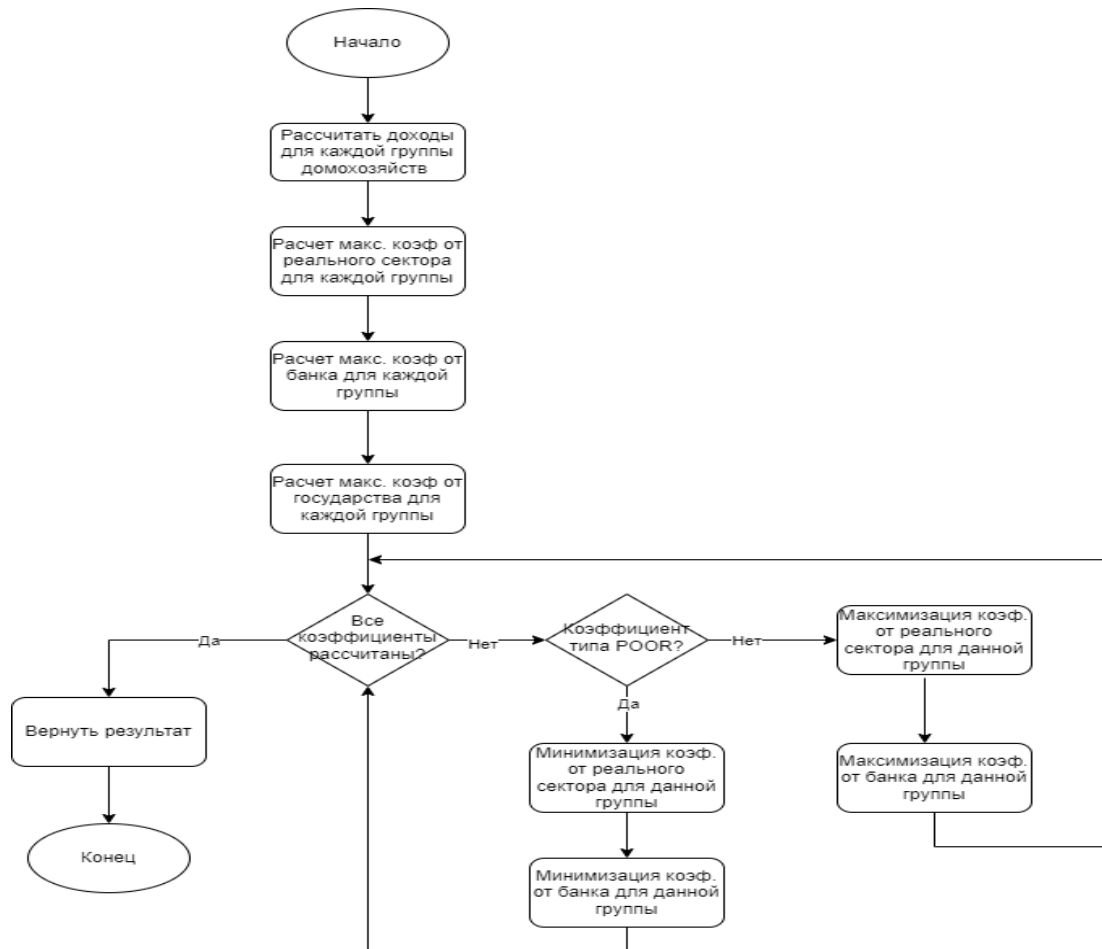 Начало
Рассчитать доходы
для каждой группы
домохозяйств
Расчет макс. коэф от
реального сектора
для каждой группы
Расчет макс. коэф от
банка для каждой
группы
Расчет макс. коэф от
государства для
каждой группы
Все
коэффициенты
рассчитаны?
Да
Нет
Коэффициент
типа POOR?
Нет
Да
Максимизация коэф.
от реального
сектора для данной
группы
Вернуть результат
Минимизация коэф.
от реального
сектора для данной
группы
Максимизация коэф.
от банка для данной
группы
Конец
Минимизация коэф.
от банка для данной
группы